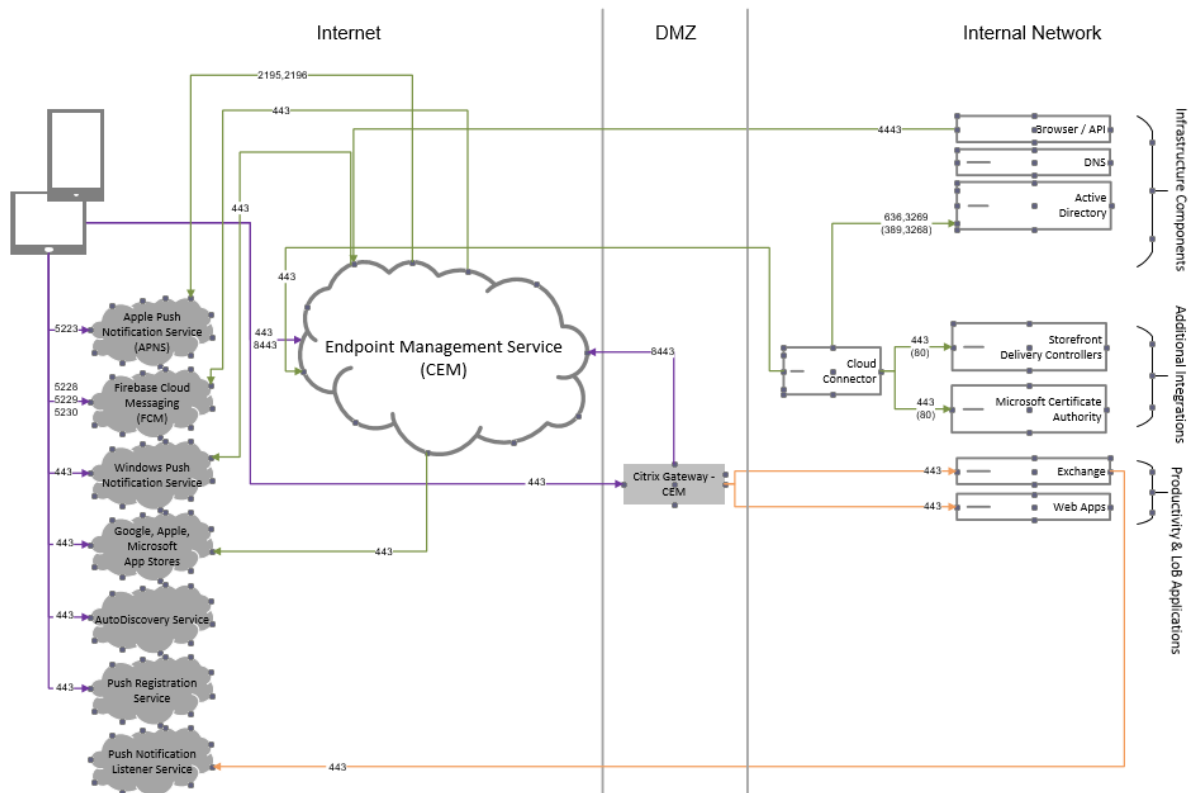 Internet
DMZ
Internal Network
2195,2196
443
4443
443
443
636,3269
(389,3268)
Browser / API
DNS
Active
Directory
Infrastructure Components
5223
Apple Push
Notification Service
(APNS)
443
8443
Endpoint Management Service
(CEM)
8443
Cloud
Connector
443
(80)
Storefront
Delivery Controllers
443
(80)
Microsoft Certificate
Authority
Additional Integrations
5228
5229
5230
Firebase Cloud
Messaging
(FCM)
443
Windows Push
Notification Service
443
Citrix Gateway -
CEM
443
Exchange
443
Web Apps
Productivity & LoB Applications
443
Google, Apple,
Microsoft
App Stores
443
443
AutoDiscovery Service
443
Push Registration
Service
Push Notification
Listener Service
443